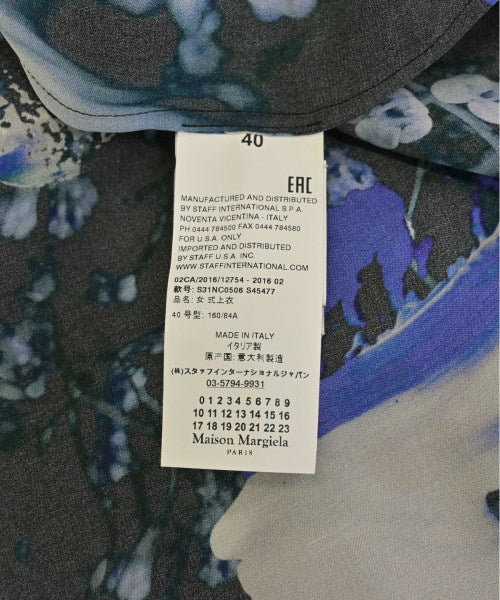 40
EAC
MANUFACTURED AND DISTRIBUTED
BY STAFF INTERNATIONAL S.P.A.
NOVENTA VICENTINA - ITALY
PH 0444 784500 FAX 0444 784560
FOR U.S.A. ONLY
IMPORTED AND DISTRIBUTED
BY STAFF U.S.A. INC.
WWW.STAFFINTERNATIONAL.COM
02CA/2016/12754 - 2016 02
款号: S31NC0506 S45477
品名: 女式上衣
40 号型: 160/84A
MADE IN ITALY
イタリア製
原产国: 意大利製造
(株)スタッフインターナショナルジャパン
03-5794-9931
0 1 2 3 4 5 6 7 8 9
10 11 12 13 14 15 16
17 18 19 20 21 22 23
Maison Margiela
PARIS